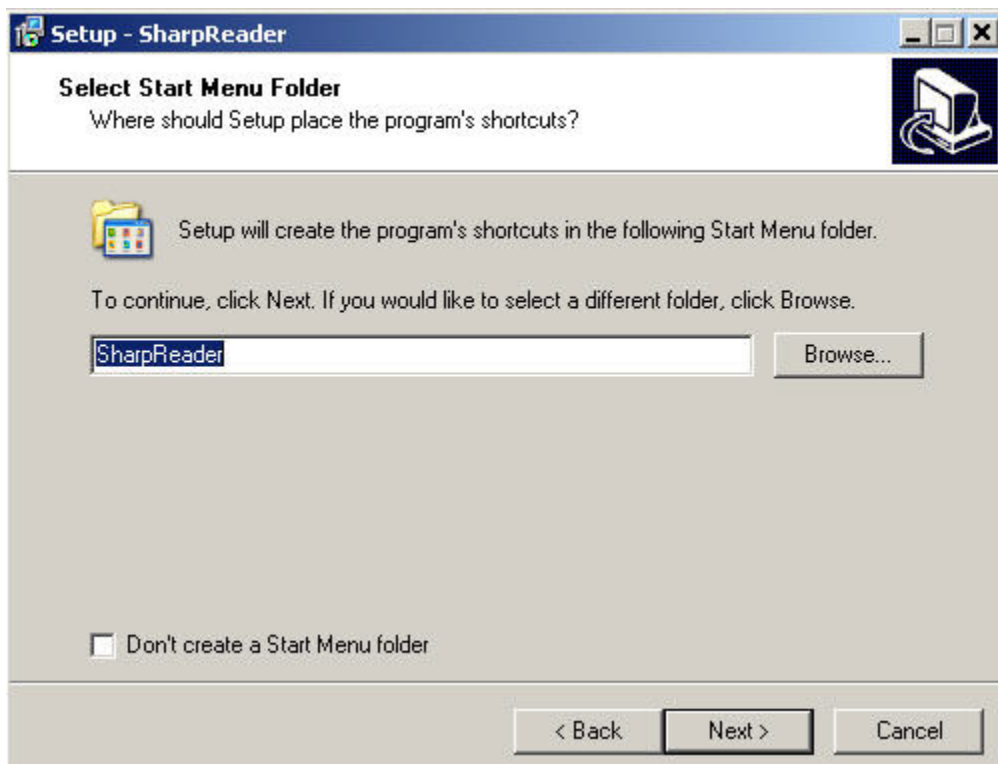 Setup - SharpReader
Select Start Menu Folder
Where should Setup place the program's shortcuts?
Setup will create the program's shortcuts in the following Start Menu folder.
To continue, click Next. If you would like to select a different folder, click Browse.
SharpReader
Browse...
Don't create a Start Menu folder
< Back
Next >
Cancel